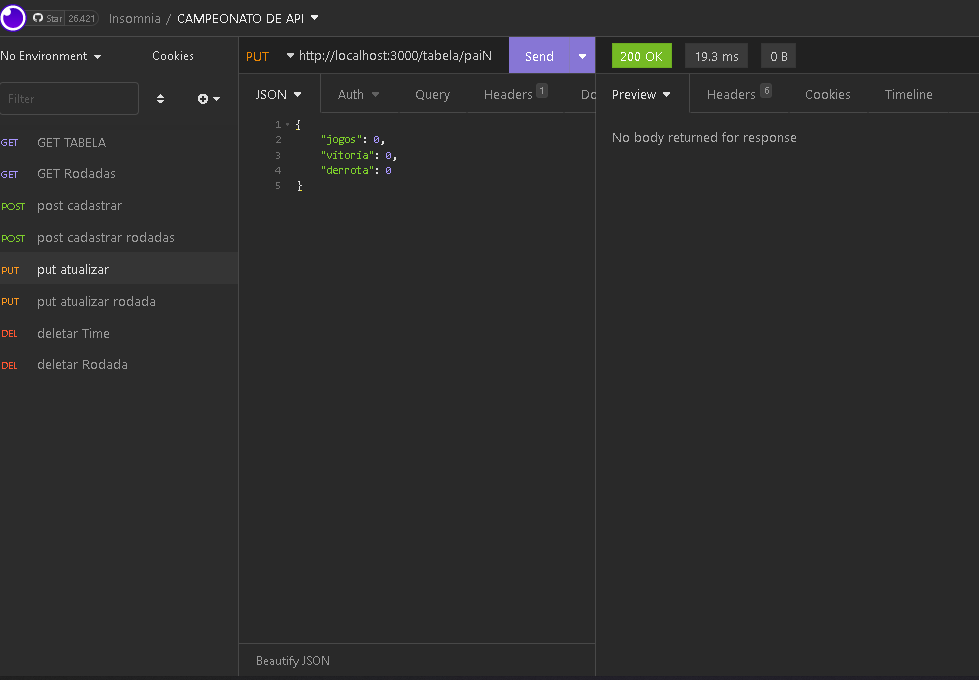 Star 26,421 Insomnia / CAMPEONATO DE API
No Environment Cookies
PUT http://localhost:3000/tabela/paiN Send
200 OK 19.3 ms 0 B
Filter
JSON Auth Query Headers 1 Do
Preview Headers 6 Cookies Timeline
GET GET TABELA
GET GET Rodadas
POST post cadastrar
POST post cadastrar rodadas
PUT put atualizar
PUT put atualizar rodada
DEL deletar Time
DEL deletar Rodada
1 {
2 "jogos": 0,
3 "vitoria": 0,
4 "derrota": 0
5 }
Beautify JSON
No body returned for response